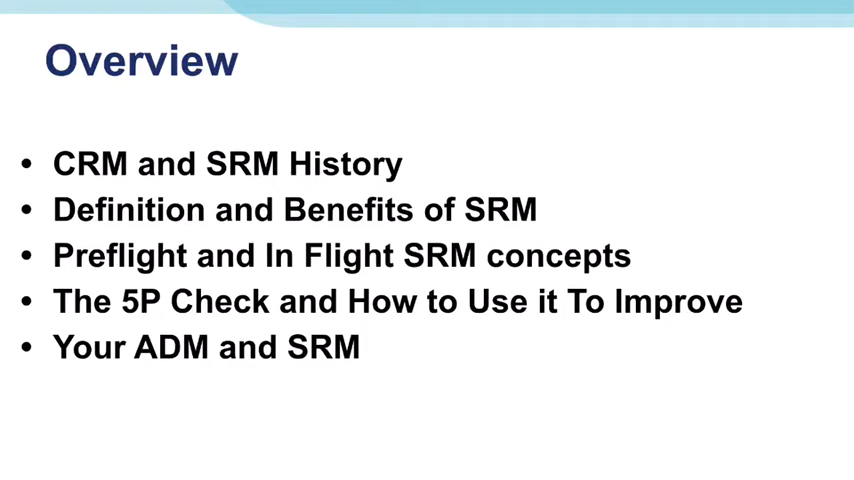 Overview
• CRM and SRM History
• Definition and Benefits of SRM
• Preflight and In Flight SRM concepts
• The 5P Check and How to Use it To Improve
• Your ADM and SRM